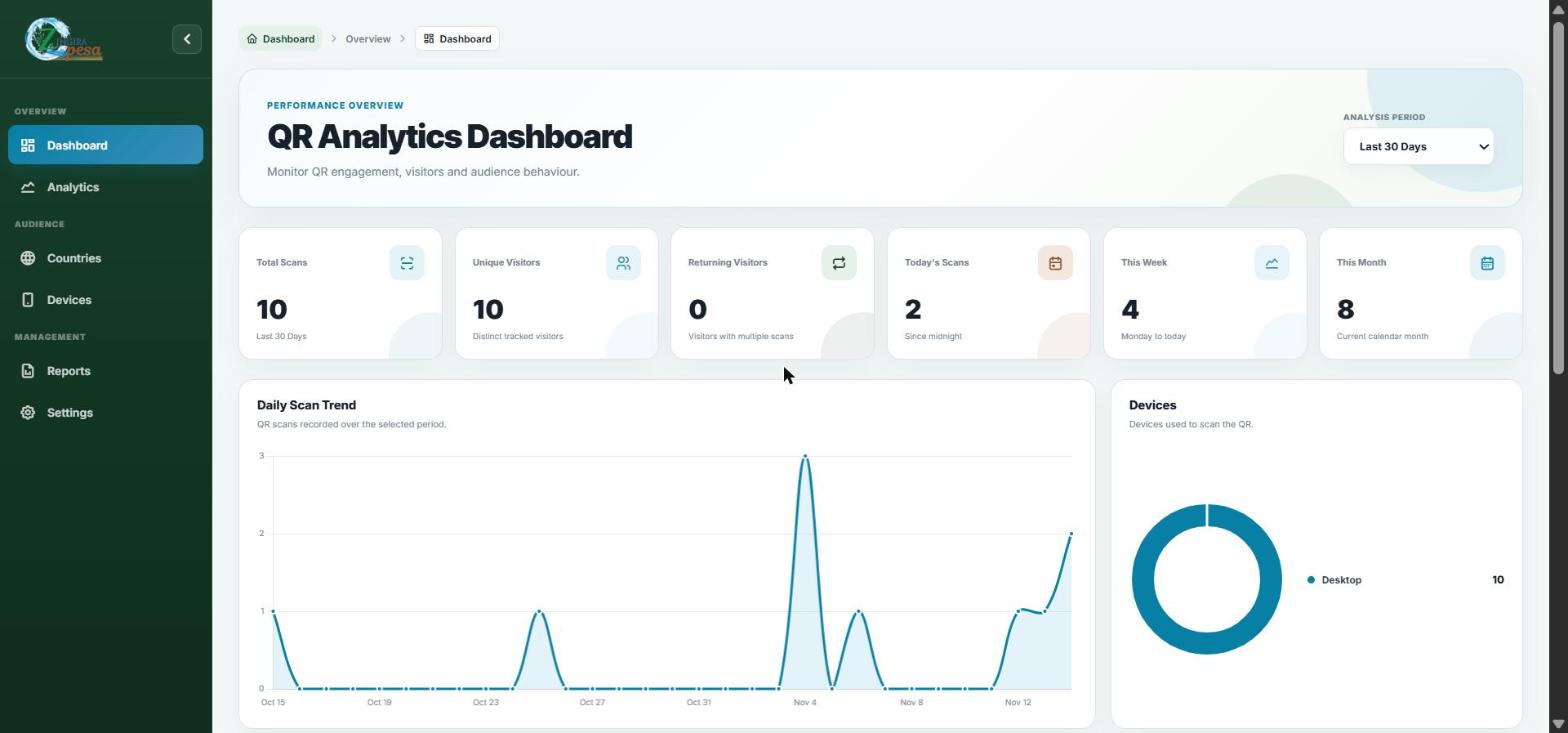 ZINGIRA
pesa
Dashboard
Overview
Dashboard
OVERVIEW
Dashboard
Analytics
AUDIENCE
Countries
Devices
MANAGEMENT
Reports
Settings
PERFORMANCE OVERVIEW
QR Analytics Dashboard
Monitor QR engagement, visitors and audience behaviour.
ANALYSIS PERIOD
Last 30 Days
Total Scans
10
Last 30 Days
Unique Visitors
10
Distinct tracked visitors
Returning Visitors
0
Visitors with multiple scans
Today's Scans
2
Since midnight
This Week
4
Monday to today
This Month
8
Current calendar month
Daily Scan Trend
QR scans recorded over the selected period.
3
2
1
0
Oct 15 Oct 19 Oct 23 Oct 27 Oct 31 Nov 4 Nov 8 Nov 12
Devices
Devices used to scan the QR.
Desktop 10